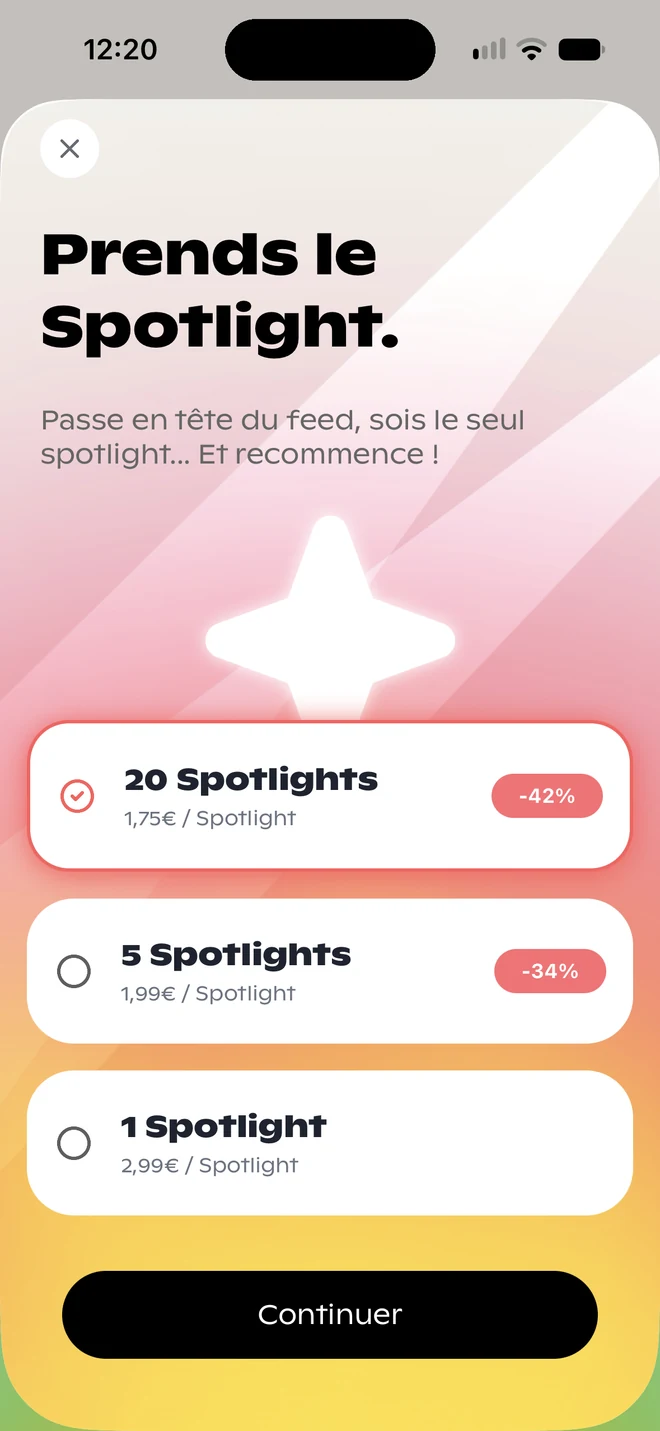 12:20
Prends le
Spotlight.
Passe en tête du feed, sois le seul
spotlight... Et recommence !
20 Spotlights
1,75€ / Spotlight
-42%
5 Spotlights
1,99€ / Spotlight
-34%
1 Spotlight
2,99€ / Spotlight
Continuer